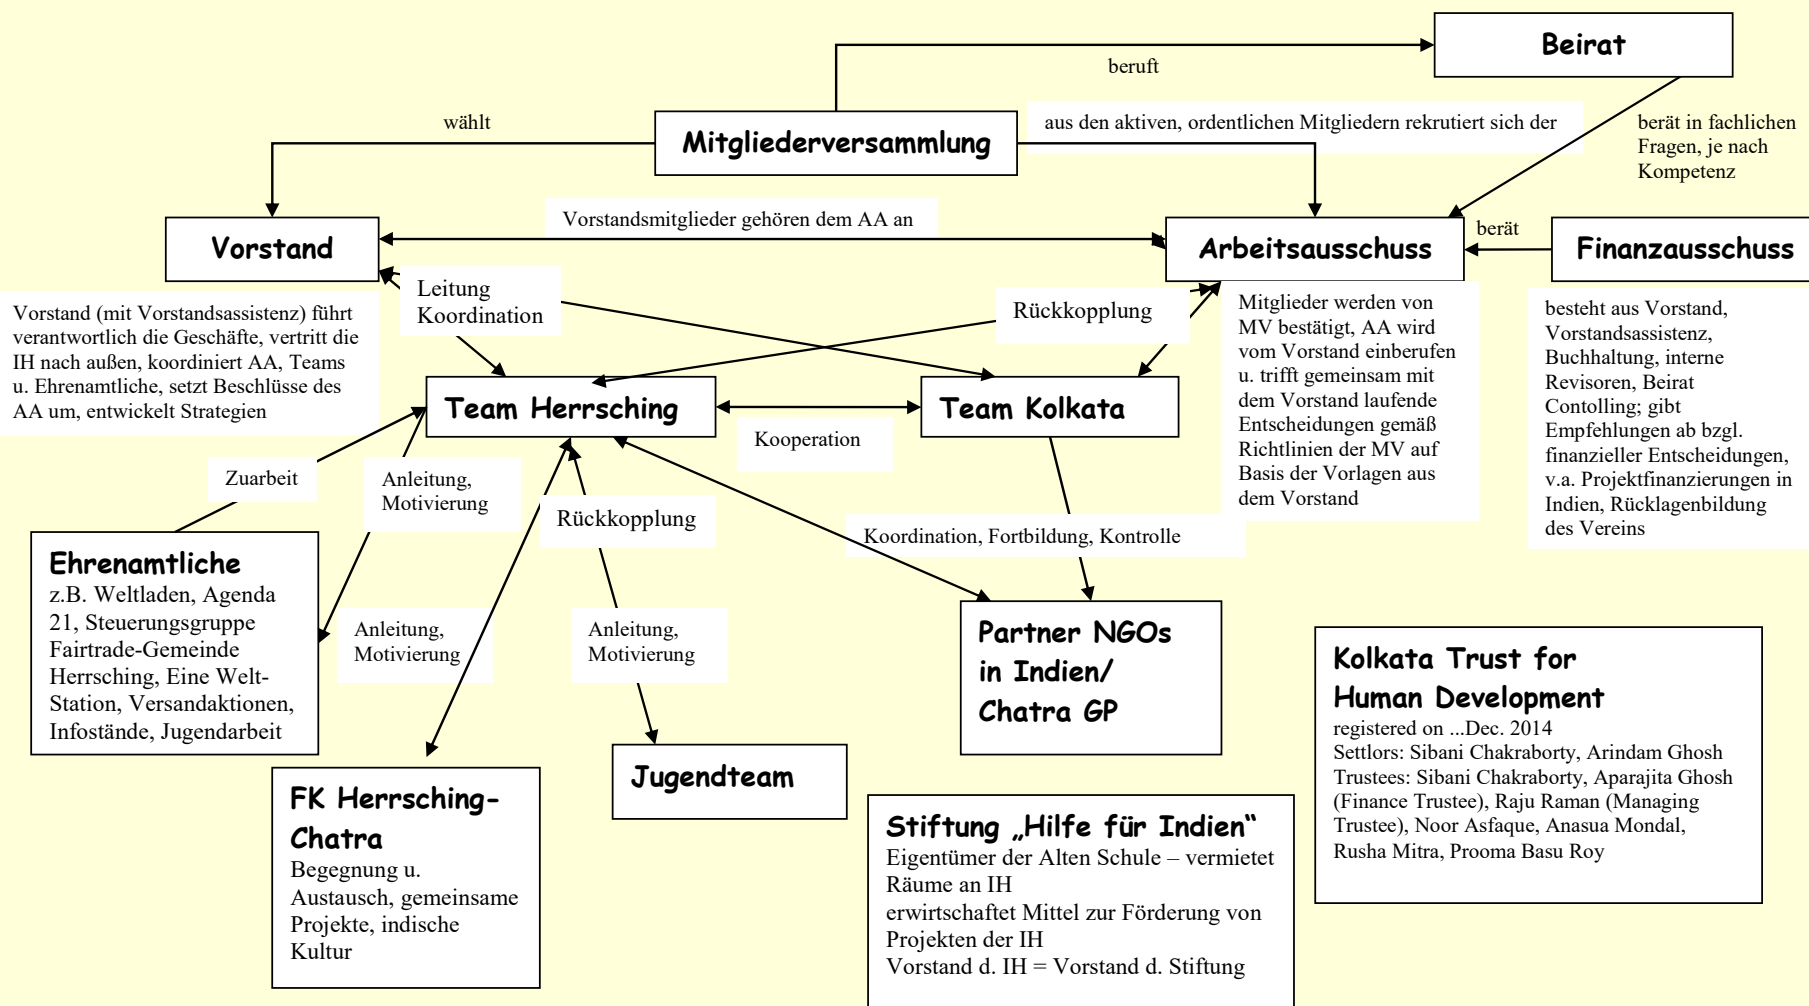 Beirat
beruft
wählt
Mitgliederversammlung
aus den aktiven, ordentlichen Mitgliedern rekrutiert sich der
berät in fachlichen
Fragen, je nach
Kompetenz
Vorstandsmitglieder gehören dem AA an
Vorstand
Arbeitsausschuss
berät
Finanzausschuss
Vorstand (mit Vorstandsassistenz) führt
verantwortlich die Geschäfte, vertritt die
IH nach außen, koordiniert AA, Teams
u. Ehrenamtliche, setzt Beschlüsse des
AA um, entwickelt Strategien
Leitung
Koordination
Rückkopplung
Mitglieder werden von
MV bestätigt, AA wird
vom Vorstand einberufen
u. trifft gemeinsam mit
dem Vorstand laufende
Entscheidungen gemäß
Richtlinien der MV auf
Basis der Vorlagen aus
dem Vorstand
besteht aus Vorstand,
Vorstandsassistenz,
Buchhaltung, interne
Revisoren, Beirat
Contolling; gibt
Empfehlungen ab bzgl.
finanzieller Entscheidungen,
v.a. Projektfinanzierungen in
Indien, Rücklagenbildung
des Vereins
Team Herrsching
Team Kolkata
Kooperation
Zuarbeit
Anleitung,
Motivierung
Rückkopplung
Koordination, Fortbildung, Kontrolle
Ehrenamtliche
z.B. Weltladen, Agenda
21, Steuerungsgruppe
Fairtrade-Gemeinde
Herrsching, Eine Welt-
Station, Versandaktionen,
Infostände, Jugendarbeit
Anleitung,
Motivierung
Anleitung,
Motivierung
Partner NGOs
in Indien/
Chatra GP
Kolkata Trust for
Human Development
registered on ...Dec. 2014
Settlors: Sibani Chakraborty, Arindam Ghosh
Trustees: Sibani Chakraborty, Aparajita Ghosh
(Finance Trustee), Raju Raman (Managing
Trustee), Noor Asfaque, Anasua Mondal,
Rusha Mitra, Prooma Basu Roy
FK Herrsching-
Chatra
Begegnung u.
Austausch, gemeinsame
Projekte, indische
Kultur
Jugendteam
Stiftung „Hilfe für Indien“
Eigentümer der Alten Schule – vermietet
Räume an IH
erwirtschaftet Mittel zur Förderung von
Projekten der IH
Vorstand d. IH = Vorstand d. Stiftung